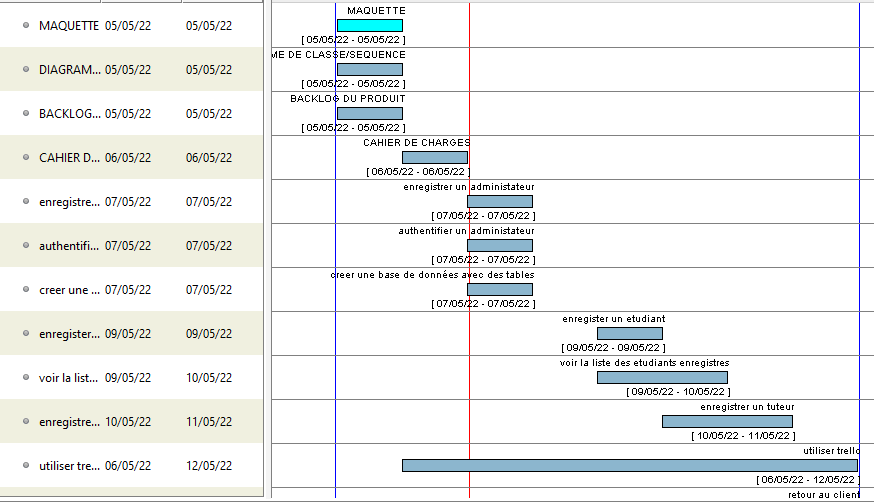 MAQUETTE 05/05/22 05/05/22
MAQUETTE
[ 05/05/22 - 05/05/22 ]
DIAGRAM... 05/05/22 05/05/22
ME DE CLASSE/SEQUENCE
[ 05/05/22 - 05/05/22 ]
BACKLOG... 05/05/22 05/05/22
BACKLOG DU PRODUIT
[ 05/05/22 - 05/05/22 ]
CAHIER D... 06/05/22 06/05/22
CAHIER DE CHARGES
[ 06/05/22 - 06/05/22 ]
enregistre... 07/05/22 07/05/22
enregistrer un administateur
[ 07/05/22 - 07/05/22 ]
authentifi... 07/05/22 07/05/22
authentifier un administateur
[ 07/05/22 - 07/05/22 ]
creer une ... 07/05/22 07/05/22
creer une base de données avec des tables
[ 07/05/22 - 07/05/22 ]
enregister... 09/05/22 09/05/22
enregister un etudiant
[ 09/05/22 - 09/05/22 ]
voir la list... 09/05/22 10/05/22
voir la liste des etudiants enregistres
[ 09/05/22 - 10/05/22 ]
enregistre... 10/05/22 11/05/22
enregistrer un tuteur
[ 10/05/22 - 11/05/22 ]
utiliser tre... 06/05/22 12/05/22
utiliser trello
[ 06/05/22 - 12/05/22 ]
retour au client